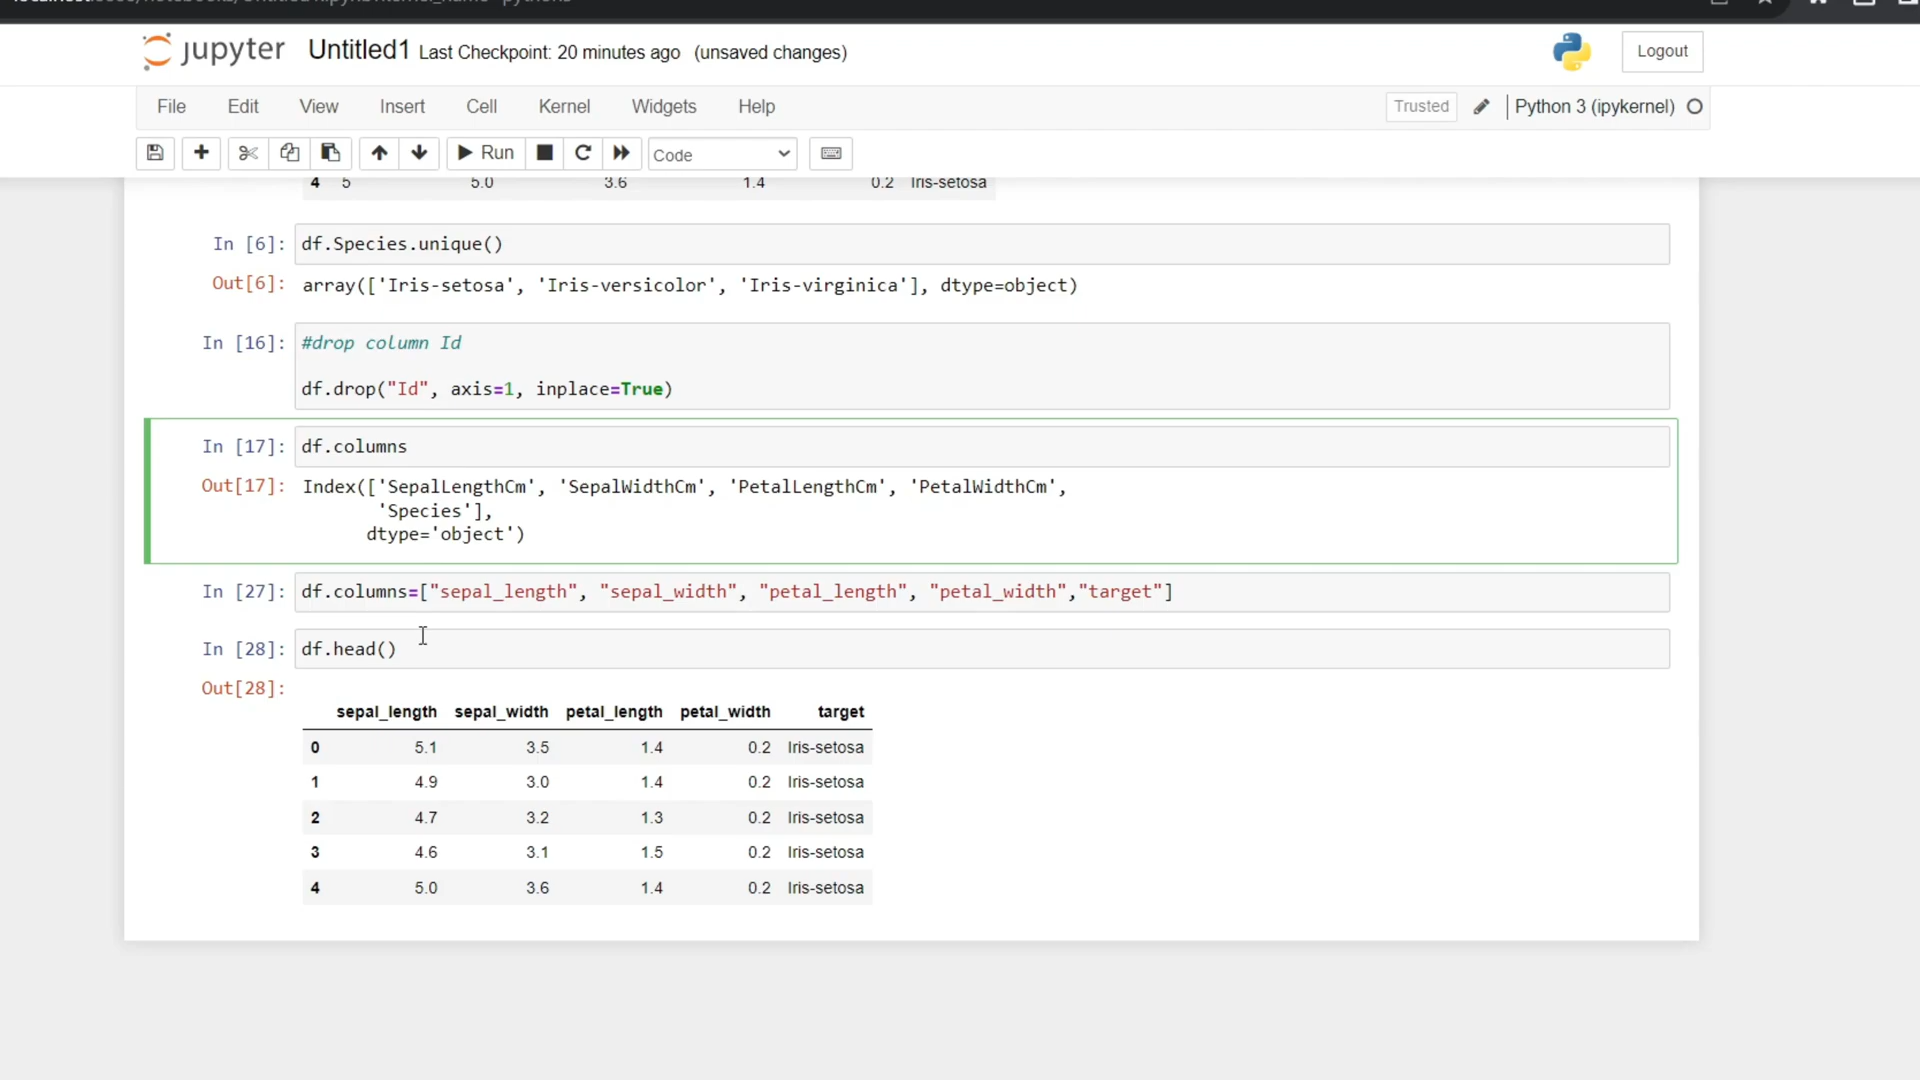 jupyter Untitled1 Last Checkpoint: 20 minutes ago (unsaved changes) Logout
File Edit View Insert Cell Kernel Widgets Help Trusted Python 3 (ipykernel)
Run Code
4 5 5.0 3.6 1.4 0.2 Iris-setosa
In [6]: df.Species.unique()
Out[6]: array(['Iris-setosa', 'Iris-versicolor', 'Iris-virginica'], dtype=object)
In [16]: #drop column Id
df.drop("Id", axis=1, inplace=True)
In [17]: df.columns
Out[17]: Index(['SepalLengthCm', 'SepalWidthCm', 'PetalLengthCm', 'PetalWidthCm',
'Species'],
dtype='object')
In [27]: df.columns=["sepal_length", "sepal_width", "petal_length", "petal_width","target"]
In [28]: df.head()
Out[28]:
sepal_length sepal_width petal_length petal_width target
0 5.1 3.5 1.4 0.2 Iris-setosa
1 4.9 3.0 1.4 0.2 Iris-setosa
2 4.7 3.2 1.3 0.2 Iris-setosa
3 4.6 3.1 1.5 0.2 Iris-setosa
4 5.0 3.6 1.4 0.2 Iris-setosa